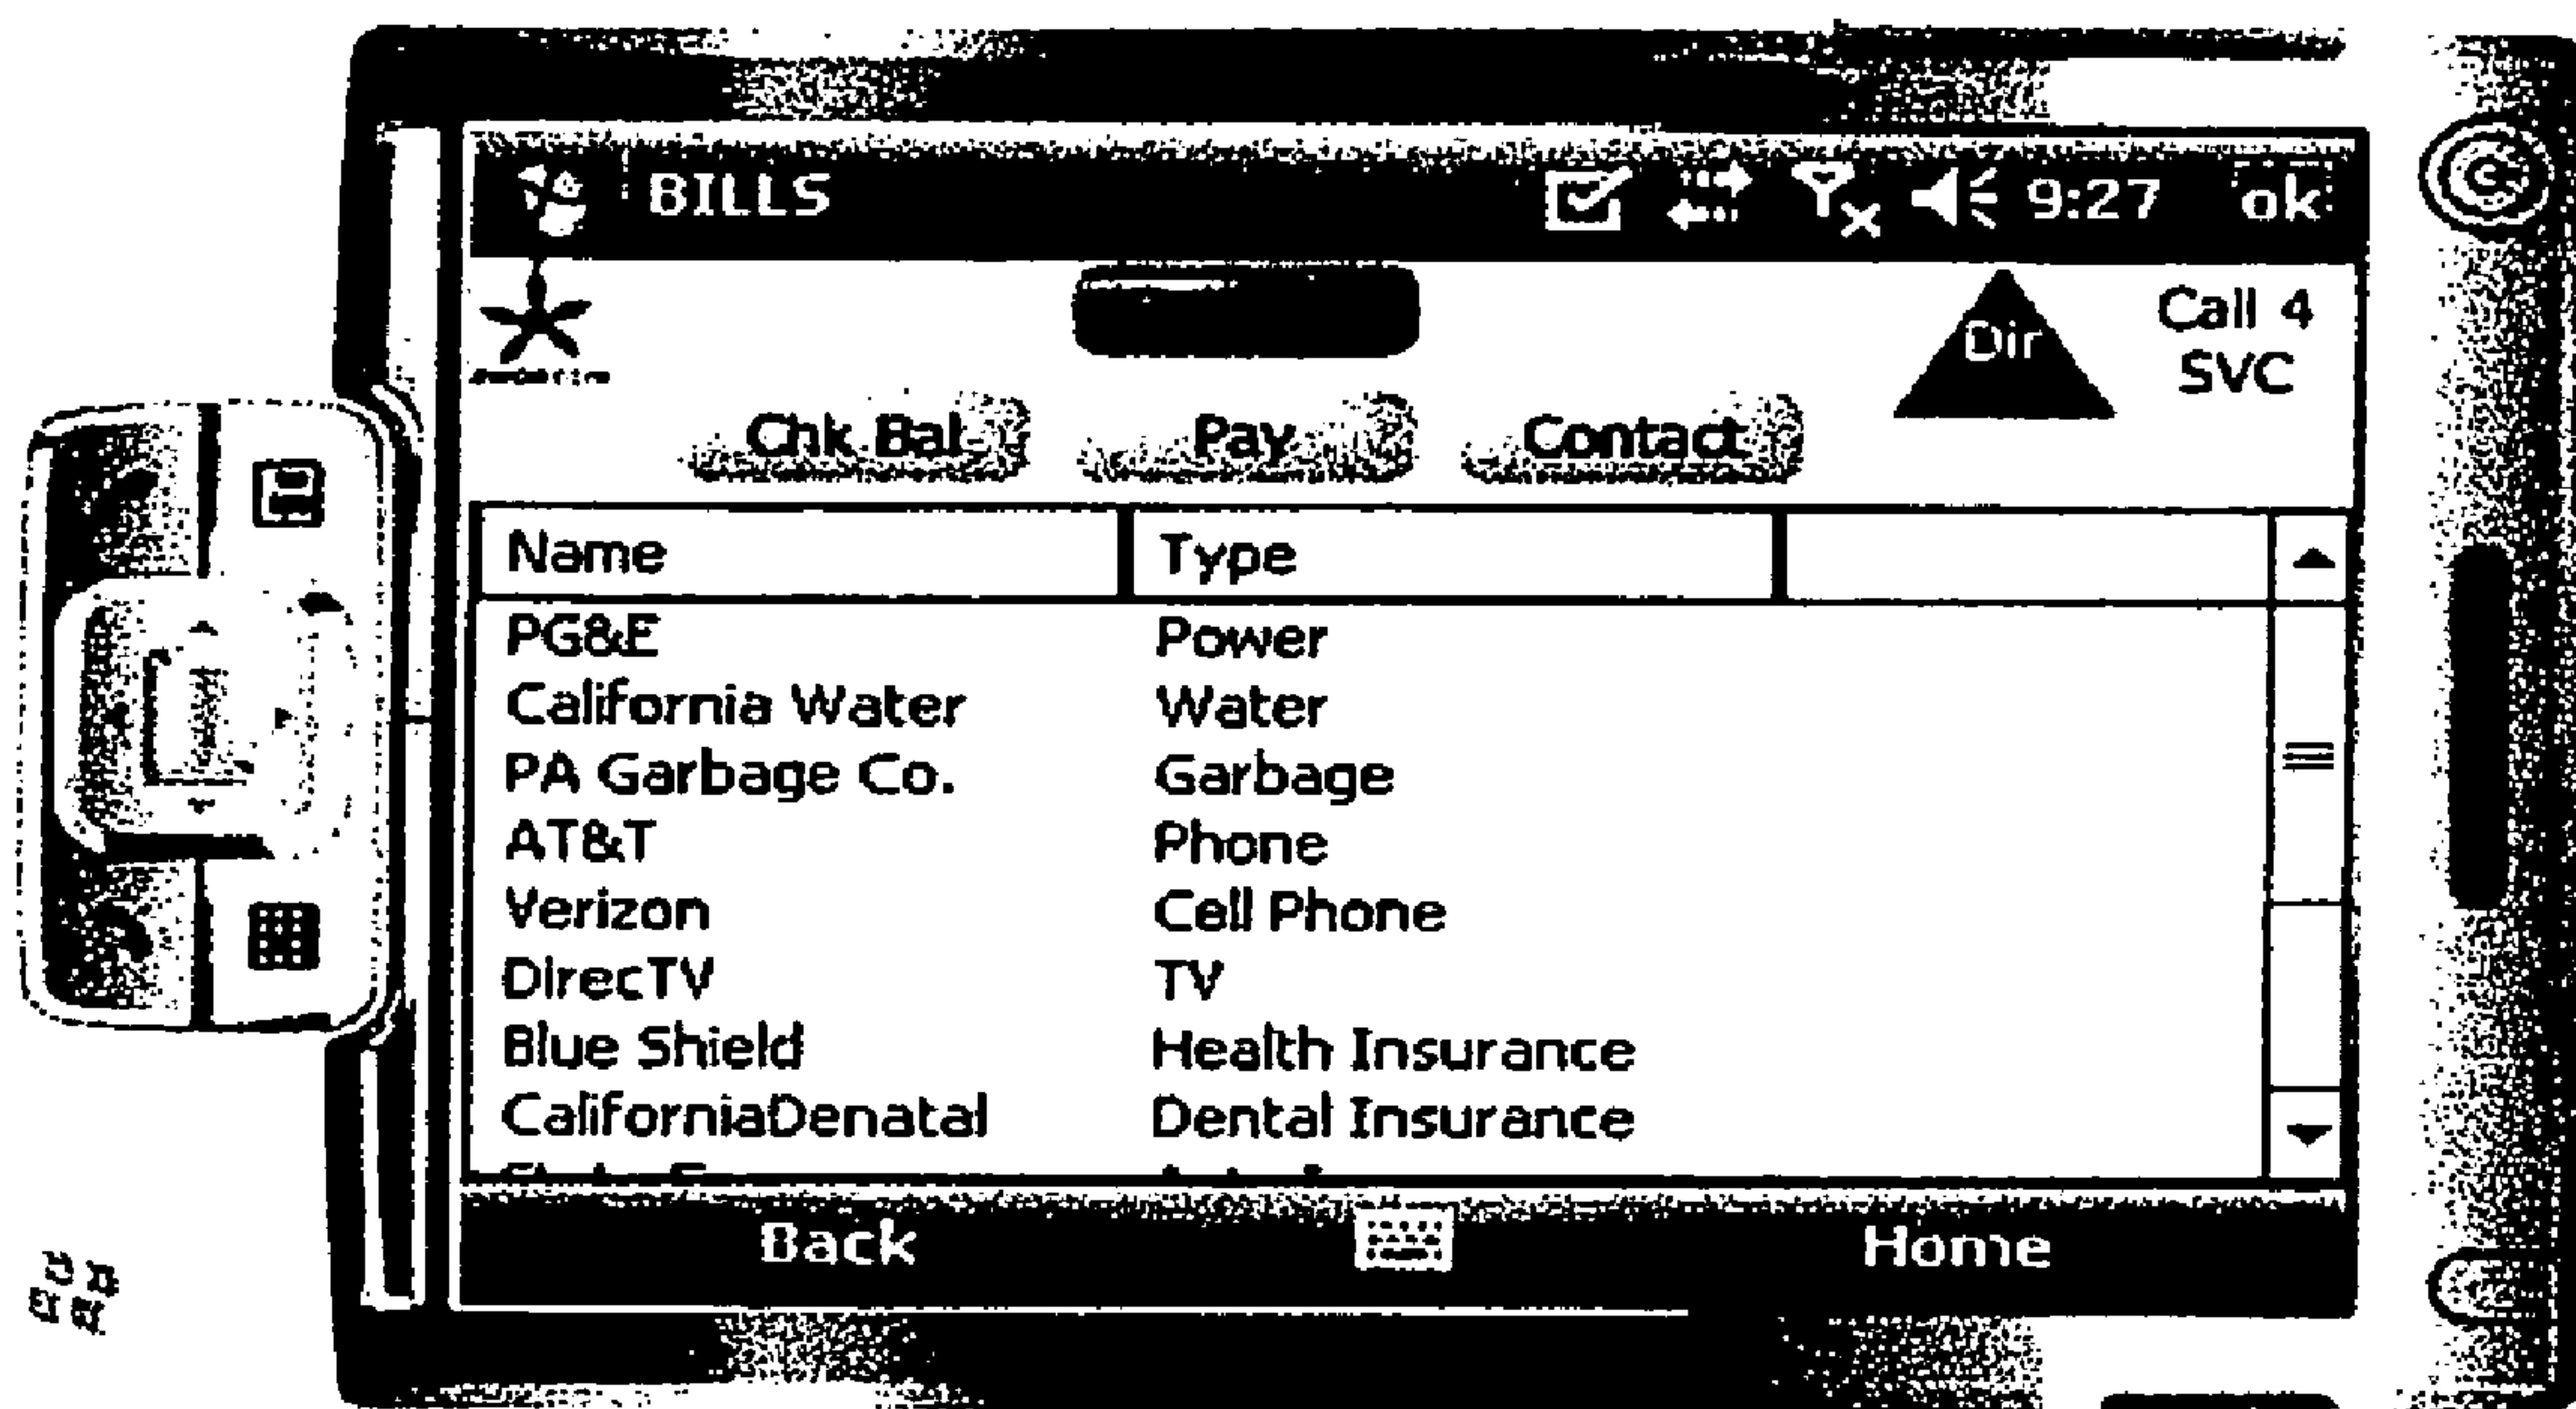 BILLS 9:27 ok
Dir
Call 4
SVC
Chk Bal Pay Contact
Name Type
PG&E Power
California Water Water
PA Garbage Co. Garbage
AT&T Phone
Verizon Cell Phone
DirecTV TV
Blue Shield Health Insurance
CaliforniaDenatal Dental Insurance
Back Home